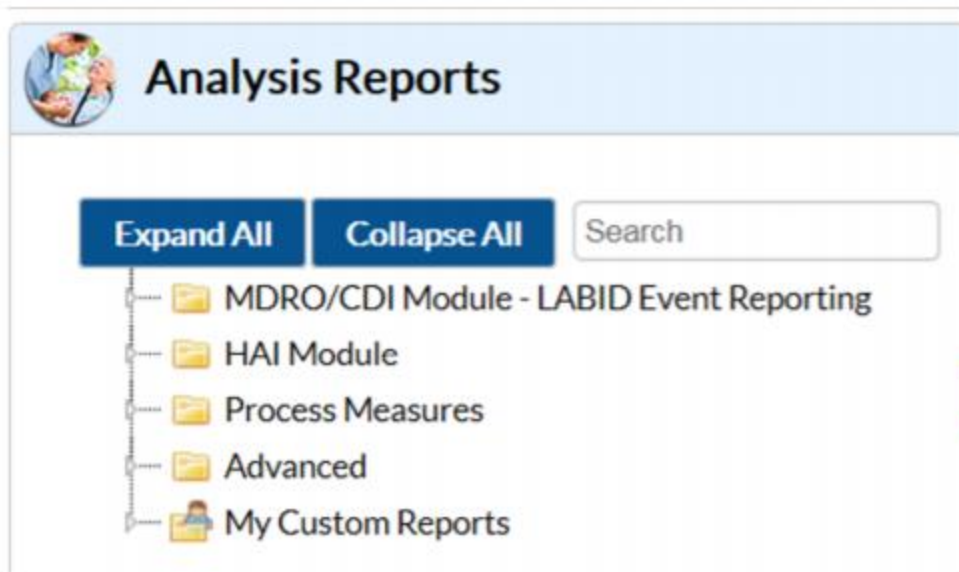 Analysis Reports
Expand All Collapse All Search
MDRO/CDI Module - LABID Event Reporting
HAI Module
Process Measures
Advanced
My Custom Reports